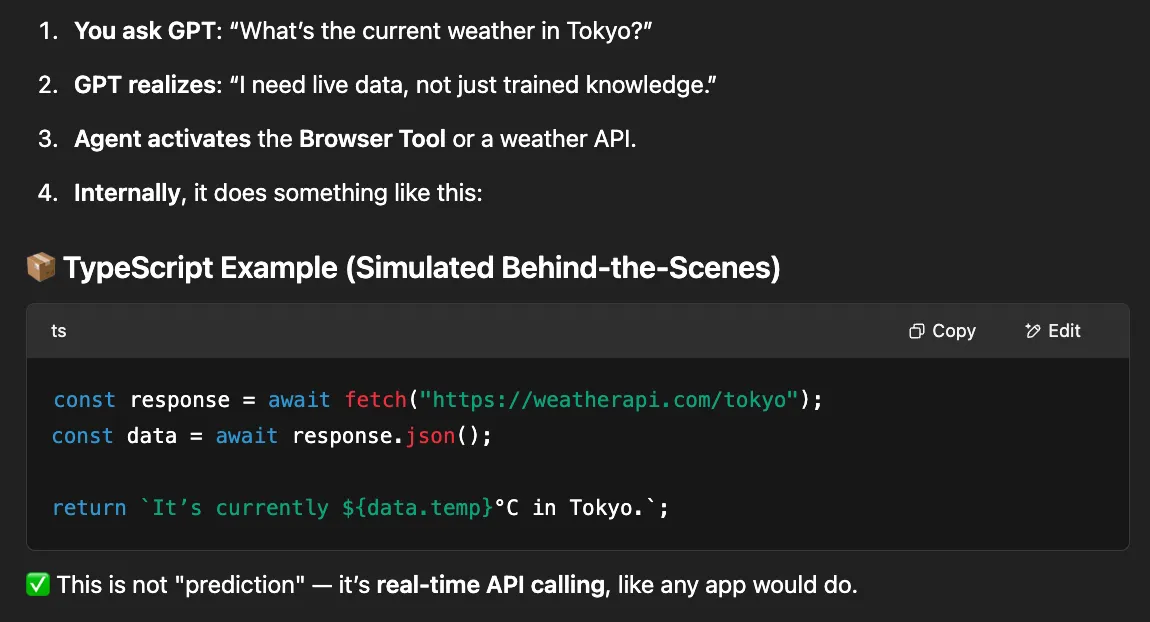 1. You ask GPT: “What’s the current weather in Tokyo?”
2. GPT realizes: “I need live data, not just trained knowledge.”
3. Agent activates the Browser Tool or a weather API.
4. Internally, it does something like this:
📦 TypeScript Example (Simulated Behind-the-Scenes)
ts Copy Edit
const response = await fetch("https://weatherapi.com/tokyo");
const data = await response.json();
return `It’s currently ${data.temp}°C in Tokyo.`;
✅ This is not "prediction" — it’s real-time API calling, like any app would do.